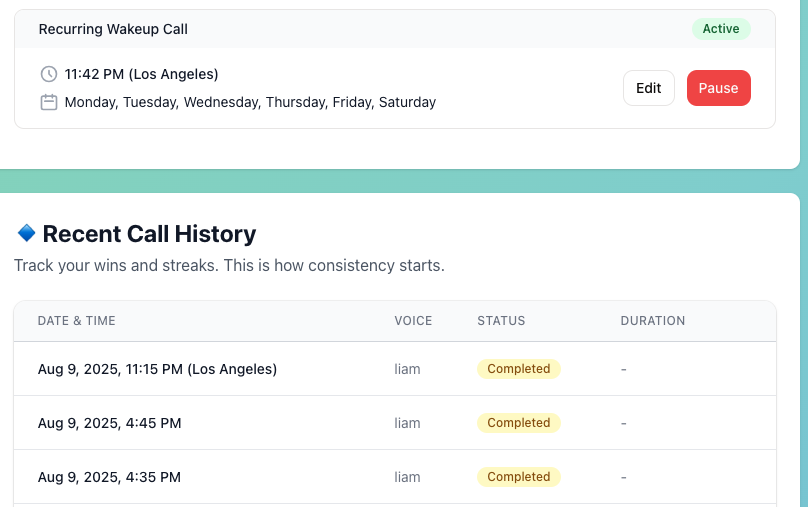 Recurring Wakeup Call
Active
11:42 PM (Los Angeles)
Monday, Tuesday, Wednesday, Thursday, Friday, Saturday
Edit
Pause
Recent Call History
Track your wins and streaks. This is how consistency starts.
DATE & TIME VOICE STATUS DURATION
Aug 9, 2025, 11:15 PM (Los Angeles) liam Completed -
Aug 9, 2025, 4:45 PM liam Completed -
Aug 9, 2025, 4:35 PM liam Completed -